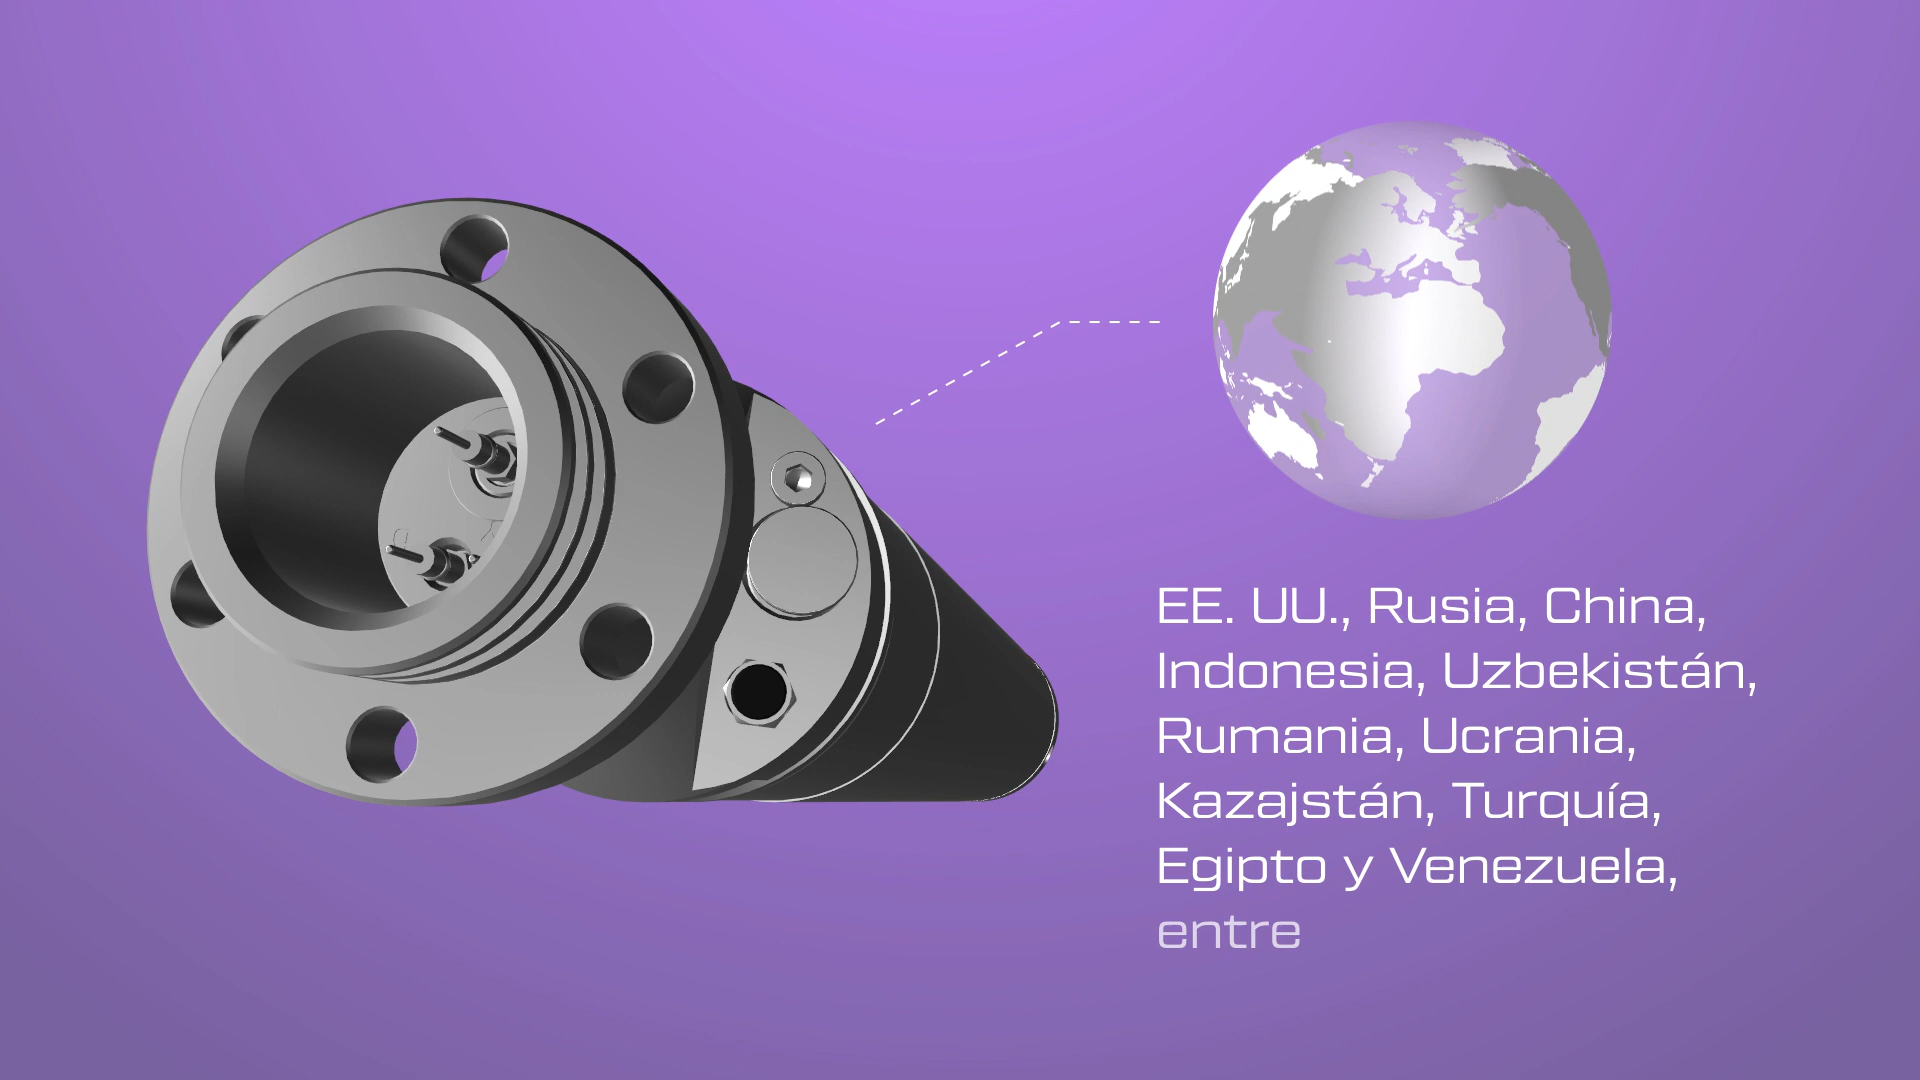 EE. UU., Rusia, China,
Indonesia, Uzbekistán,
Rumania, Ucrania,
Kazajstán, Turquía,
Egipto y Venezuela,
entre